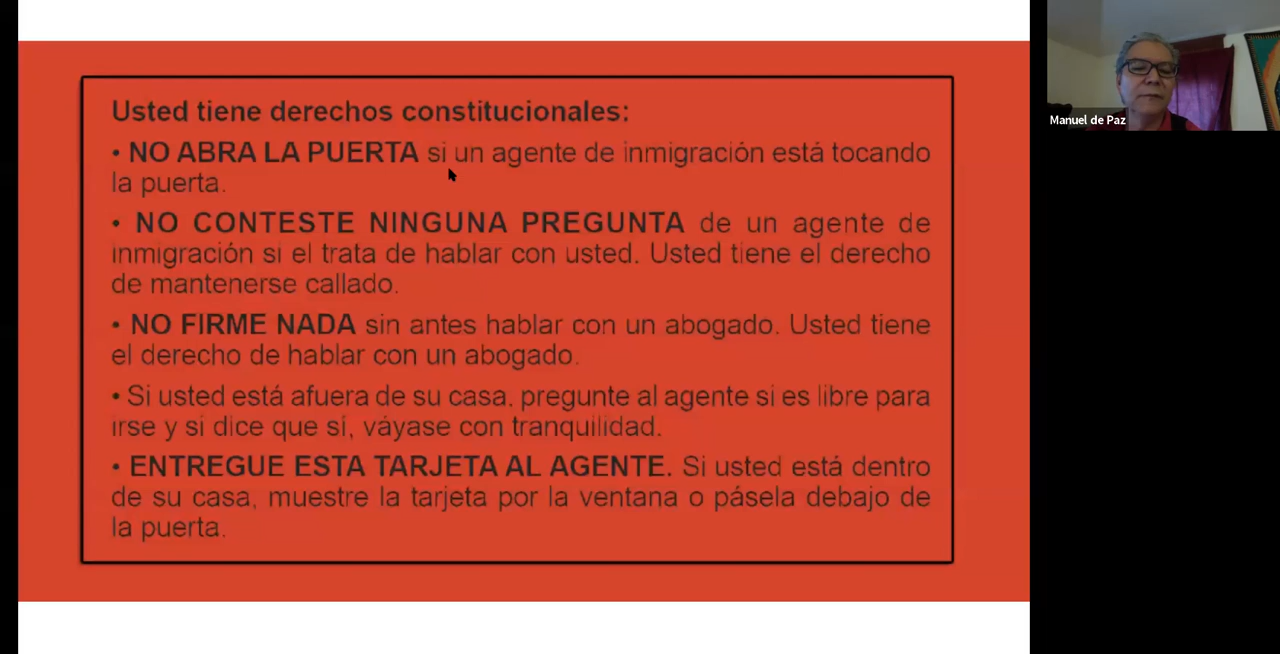 Usted tiene derechos constitucionales:
• NO ABRA LA PUERTA si un agente de inmigración está tocando
la puerta.
• NO CONTESTE NINGUNA PREGUNTA de un agente de
inmigración si el trata de hablar con usted. Usted tiene el derecho
de mantenerse callado.
• NO FIRME NADA sin antes hablar con un abogado. Usted tiene
el derecho de hablar con un abogado.
• Si usted está afuera de su casa, pregunte al agente si es libre para
irse y si dice que sí, váyase con tranquilidad.
• ENTREGUE ESTA TARJETA AL AGENTE. Si usted está dentro
de su casa, muestre la tarjeta por la ventana o pásela debajo de
la puerta.
Manuel de Paz